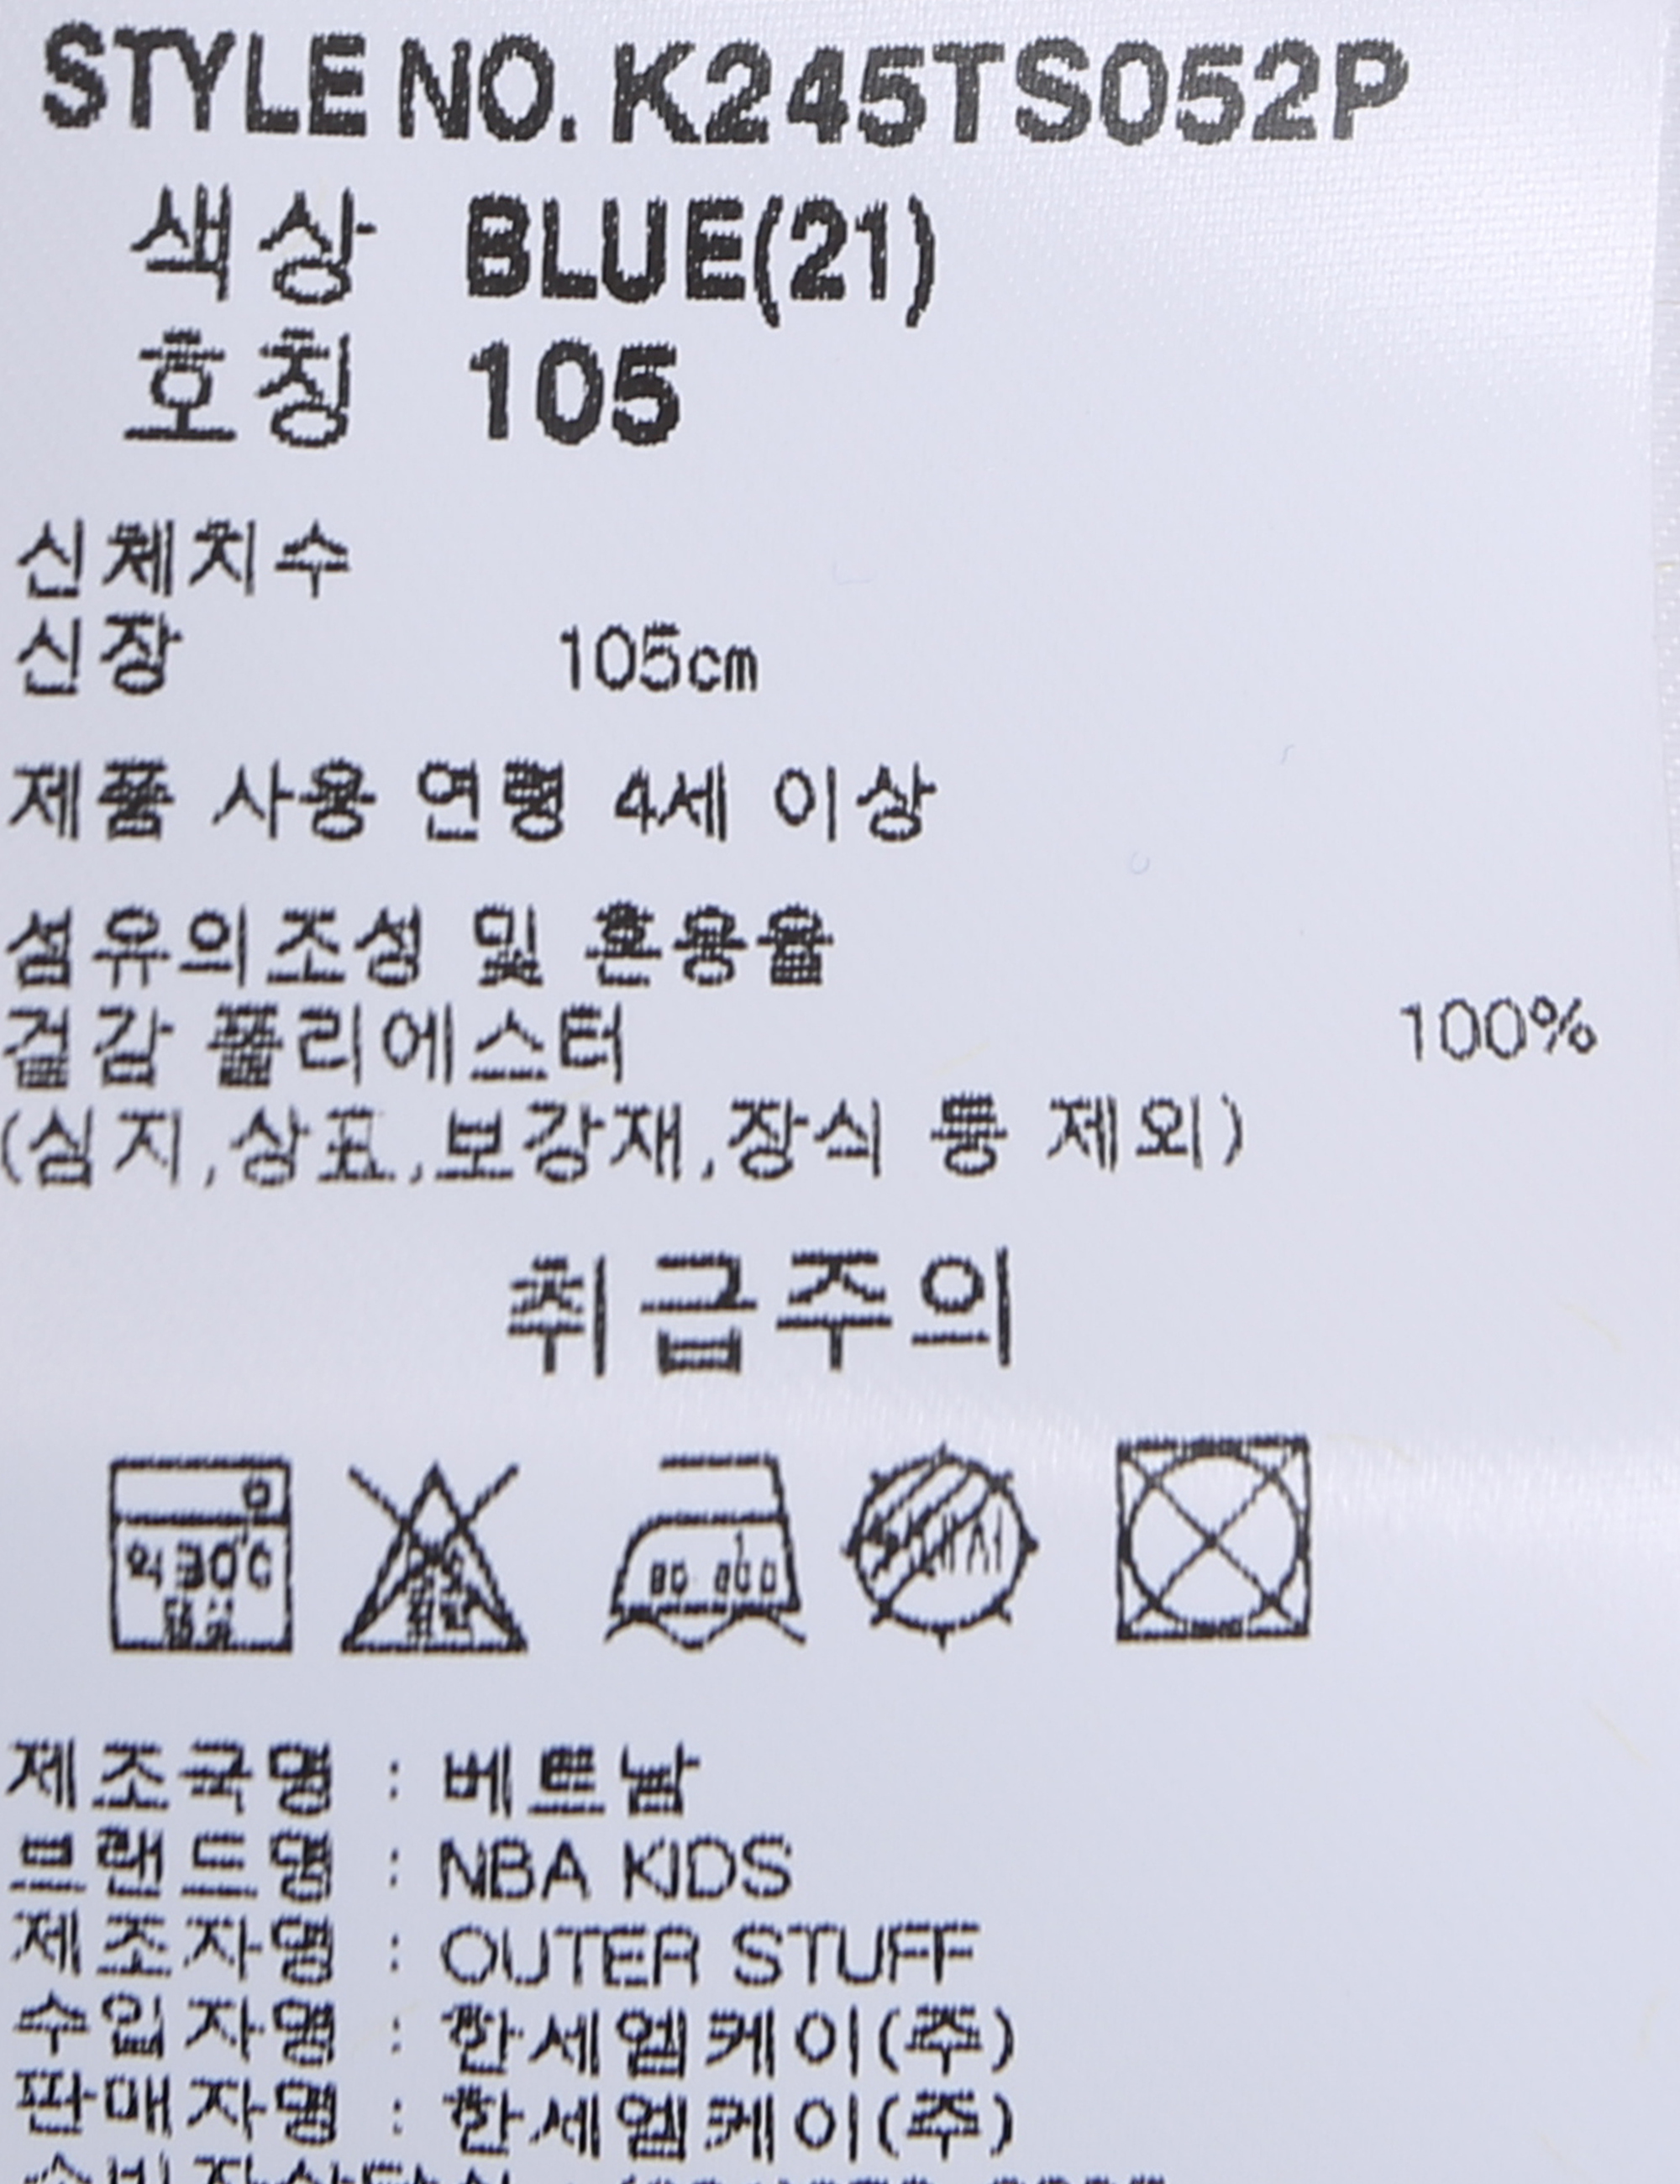 STYLE NO. K245TS052P
색상 BLUE(21)
호칭 105
신체치수
신장 105cm
제품 사용 연령 4세 이상
섬유의조성 및 혼용율
겉감 폴리에스터 100%
(심지,상표,보강재,장식 등 제외)
취급주의
약 30℃
중성
제조국명 : 베트남
브랜드명 : NBA KIDS
제조자명 : OUTER STUFF
수입자명 : 한세엠케이(주)
판매자명 : 한세엠케이(주)